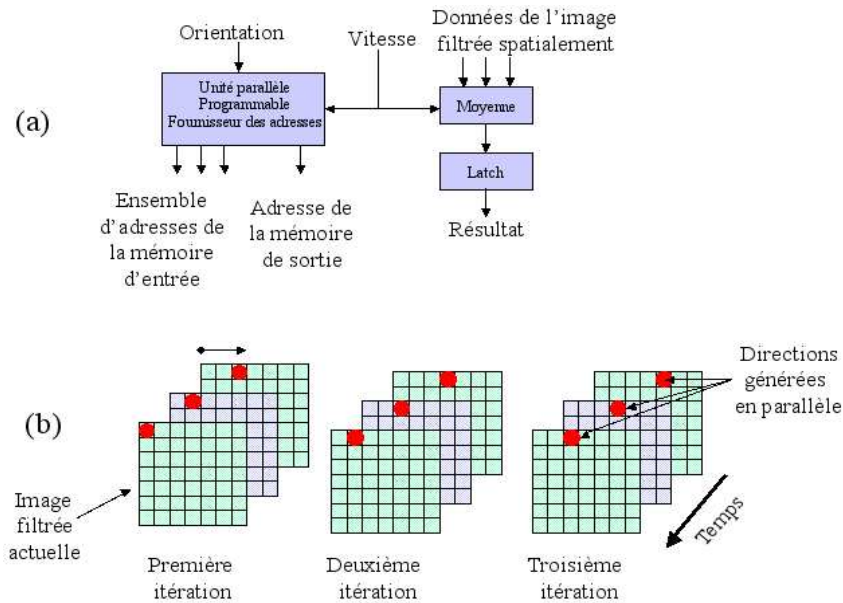 Orientation
Vitesse
Données de l'image
filtrée spatialement
(a)
Unité parallèle
Programmable
Fournisseur des adresses
Moyenne
Latch
Ensemble
d'adresses de
la mémoire
d'entrée
Adresse de
la mémoire
de sortie
Résultat
(b)
Directions
générées
en parallèle
Image
filtrée
actuelle
Temps
Première
itération
Deuxième
itération
Troisième
itération